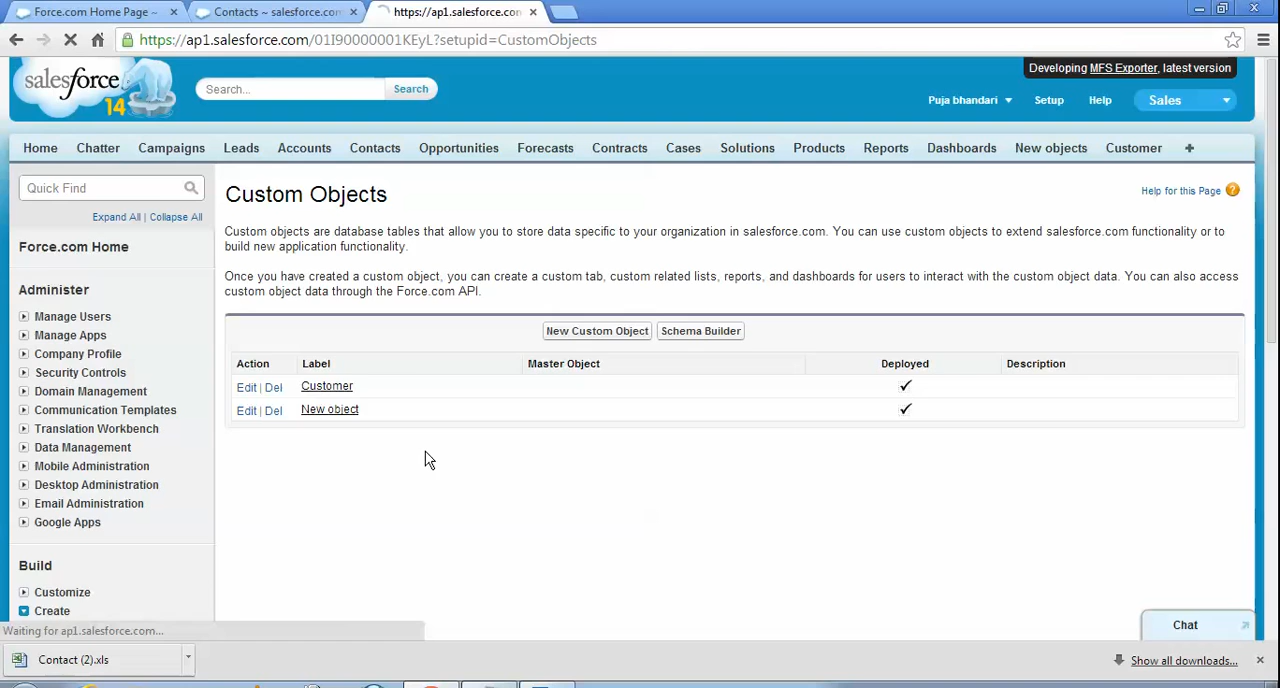 Force.com Home Page ~
Contacts ~ salesforce.com
https://ap1.salesforce.com
https://ap1.salesforce.com/01I90000001KEyL?setupid=CustomObjects
salesforce
14
Search...
Search
Developing MFS Exporter, latest version
Puja bhandari
Setup
Help
Sales
Home
Chatter
Campaigns
Leads
Accounts
Contacts
Opportunities
Forecasts
Contracts
Cases
Solutions
Products
Reports
Dashboards
New objects
Customer
+
Quick Find
Expand All | Collapse All
Force.com Home
Administer
Manage Users
Manage Apps
Company Profile
Security Controls
Domain Management
Communication Templates
Translation Workbench
Data Management
Mobile Administration
Desktop Administration
Email Administration
Google Apps
Build
Customize
Create
Custom Objects
Help for this Page ?
Custom objects are database tables that allow you to store data specific to your organization in salesforce.com. You can use custom objects to extend salesforce.com functionality or to
build new application functionality.
Once you have created a custom object, you can create a custom tab, custom related lists, reports, and dashboards for users to interact with the custom object data. You can also access
custom object data through the Force.com API.
New Custom Object
Schema Builder
Action Label Master Object Deployed Description
Edit | Del Customer
Edit | Del New object
Chat
Waiting for ap1.salesforce.com...
Contact (2).xls
Show all downloads...